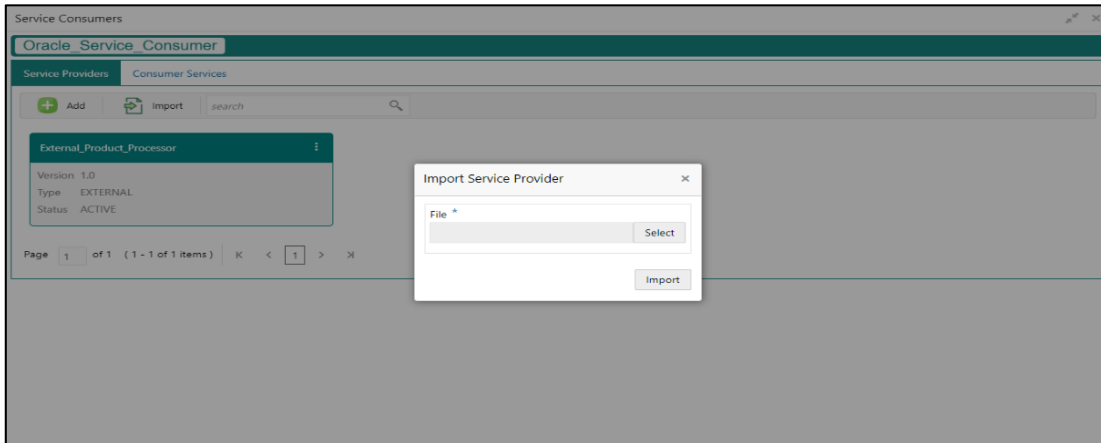 Service Consumers
Oracle_Service_Consumer
Service Providers Consumer Services
Add Import search
External_Product_Processor
Version 1.0
Type EXTERNAL
Status ACTIVE
Page 1 of 1 (1 - 1 of 1 items) 1
Import Service Provider
File *
Select
Import